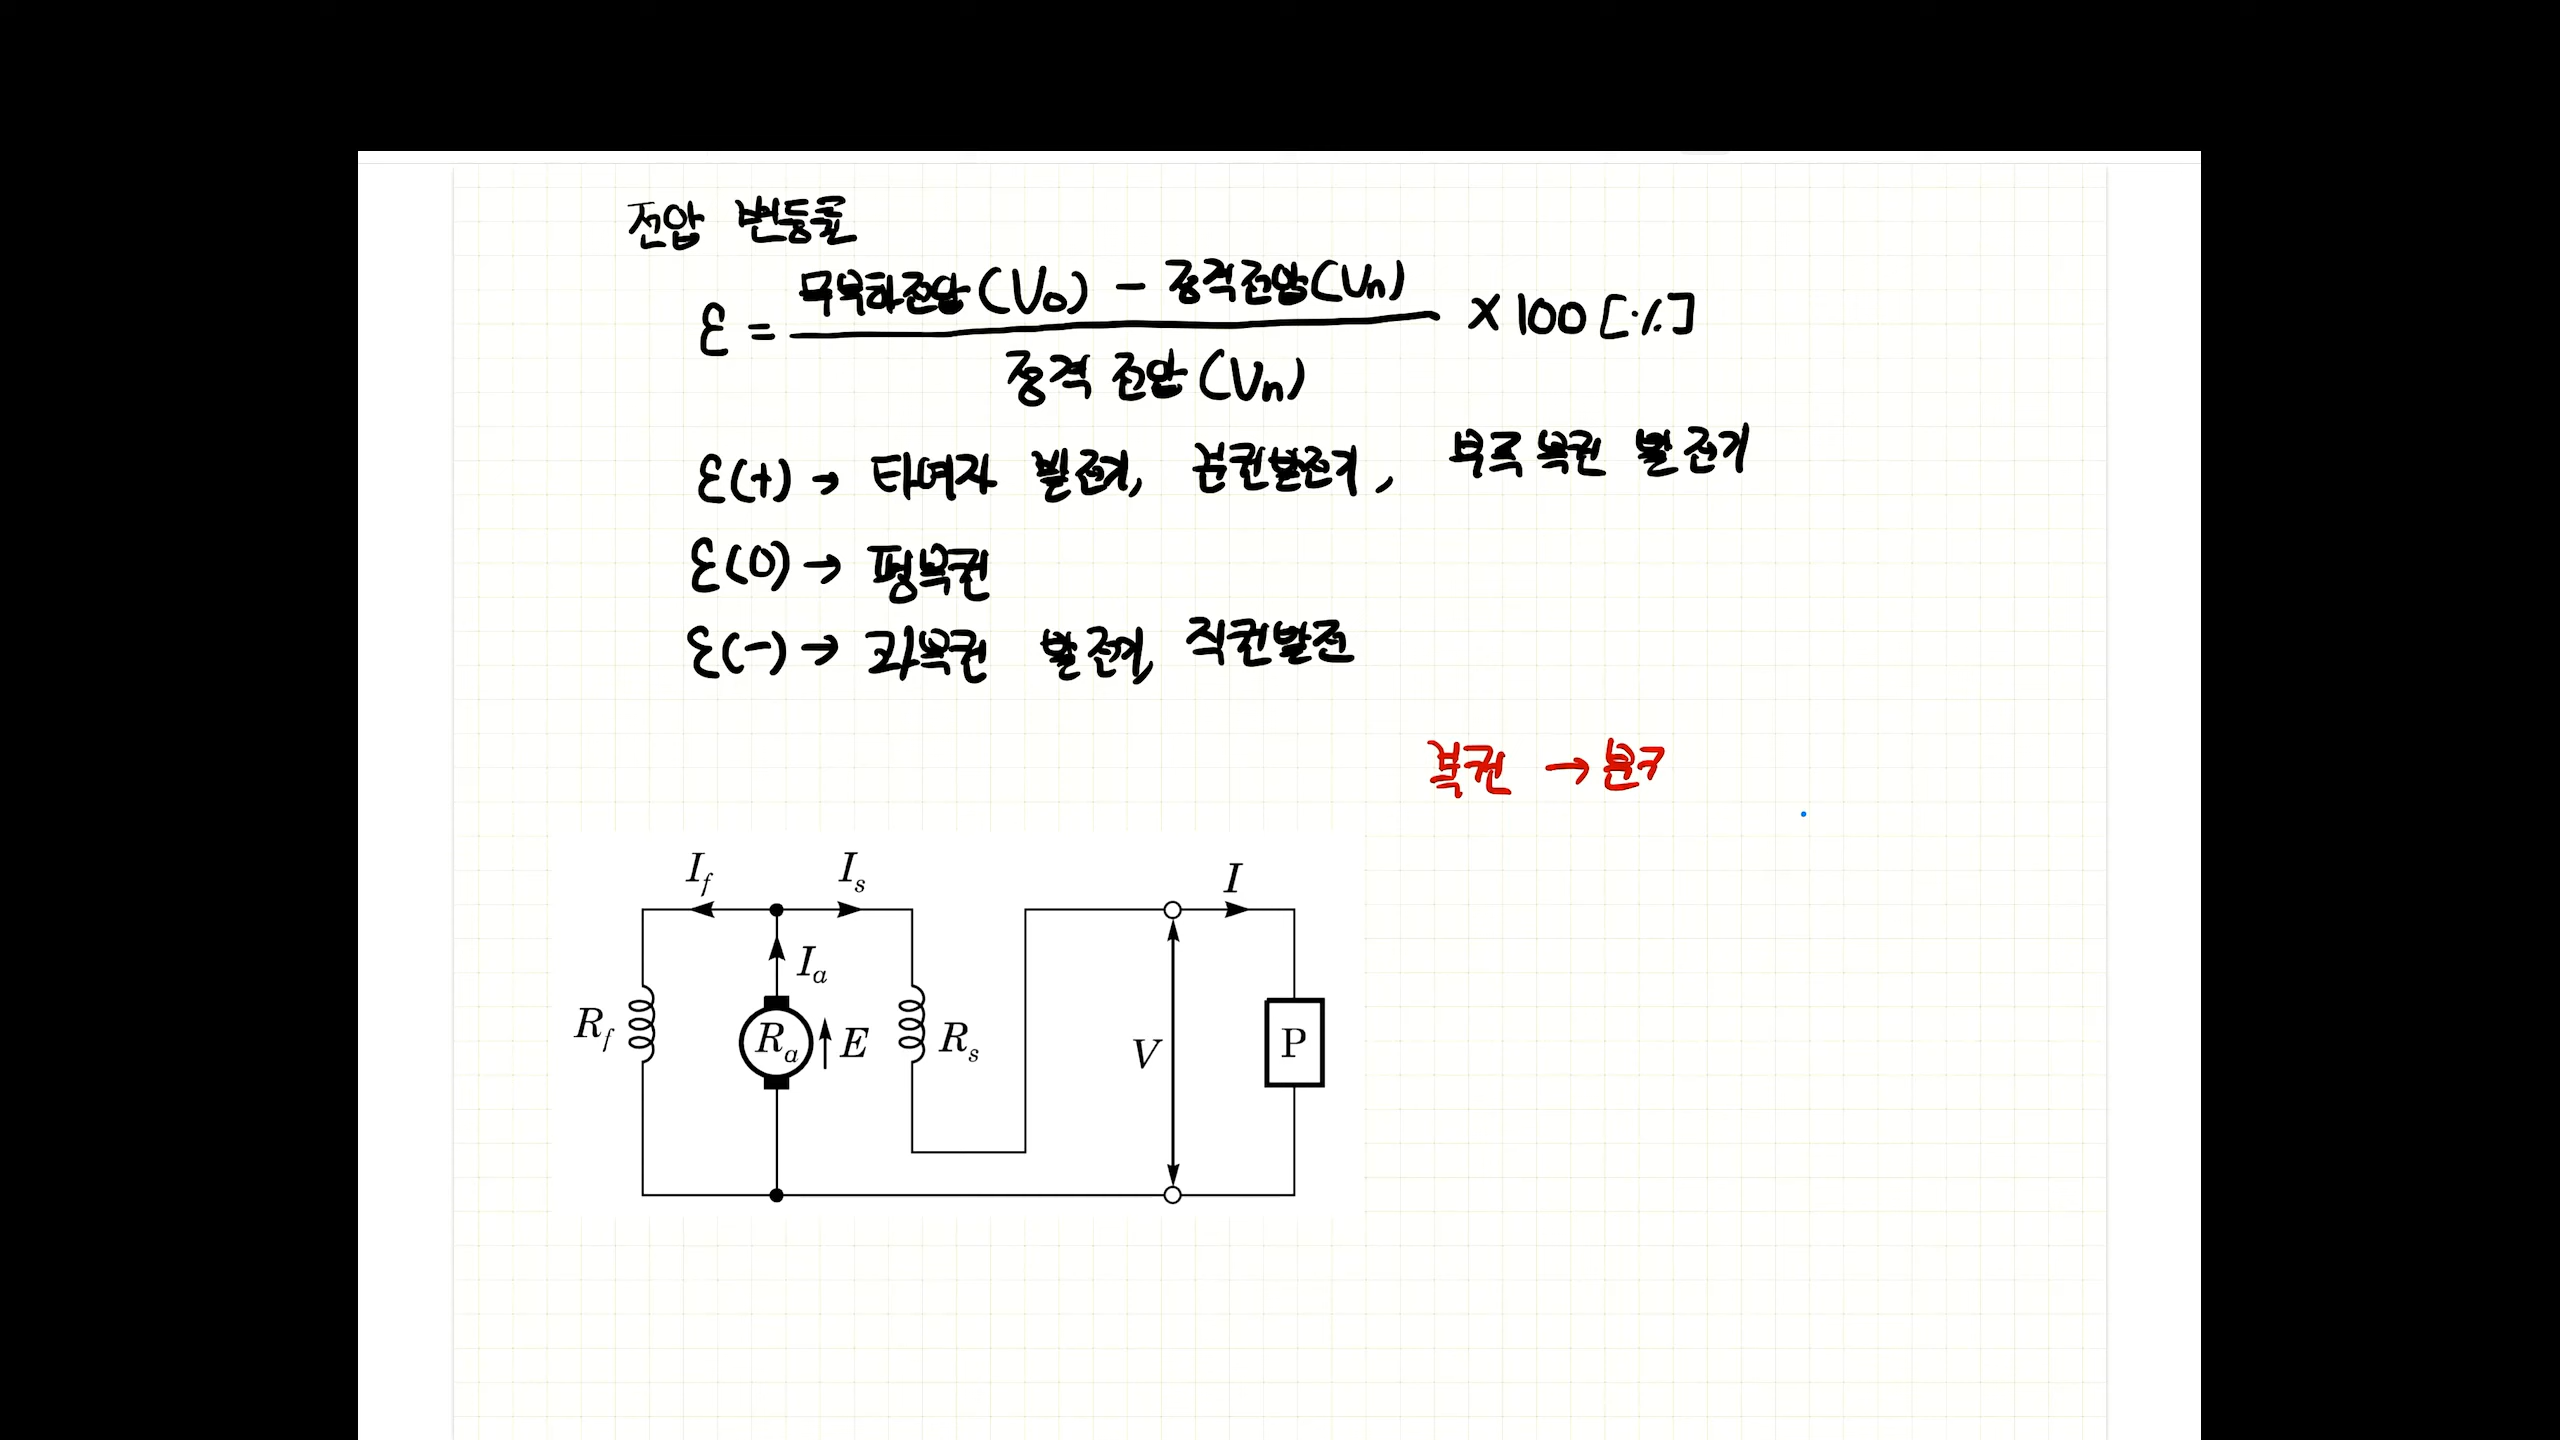 전압 변동률
ε = 무부하전압(V₀) - 정격전압(Vn) / 정격 전압(Vn) × 100 [%]
ε(+) → 타여자 발전기, 분권발전기, 부족 복권 발전기
ε(0) → 평복권
ε(-) → 과복권 발전기, 직권발전
복권 →
I_f I_s I
I_a
R_f R_a E R_s V P